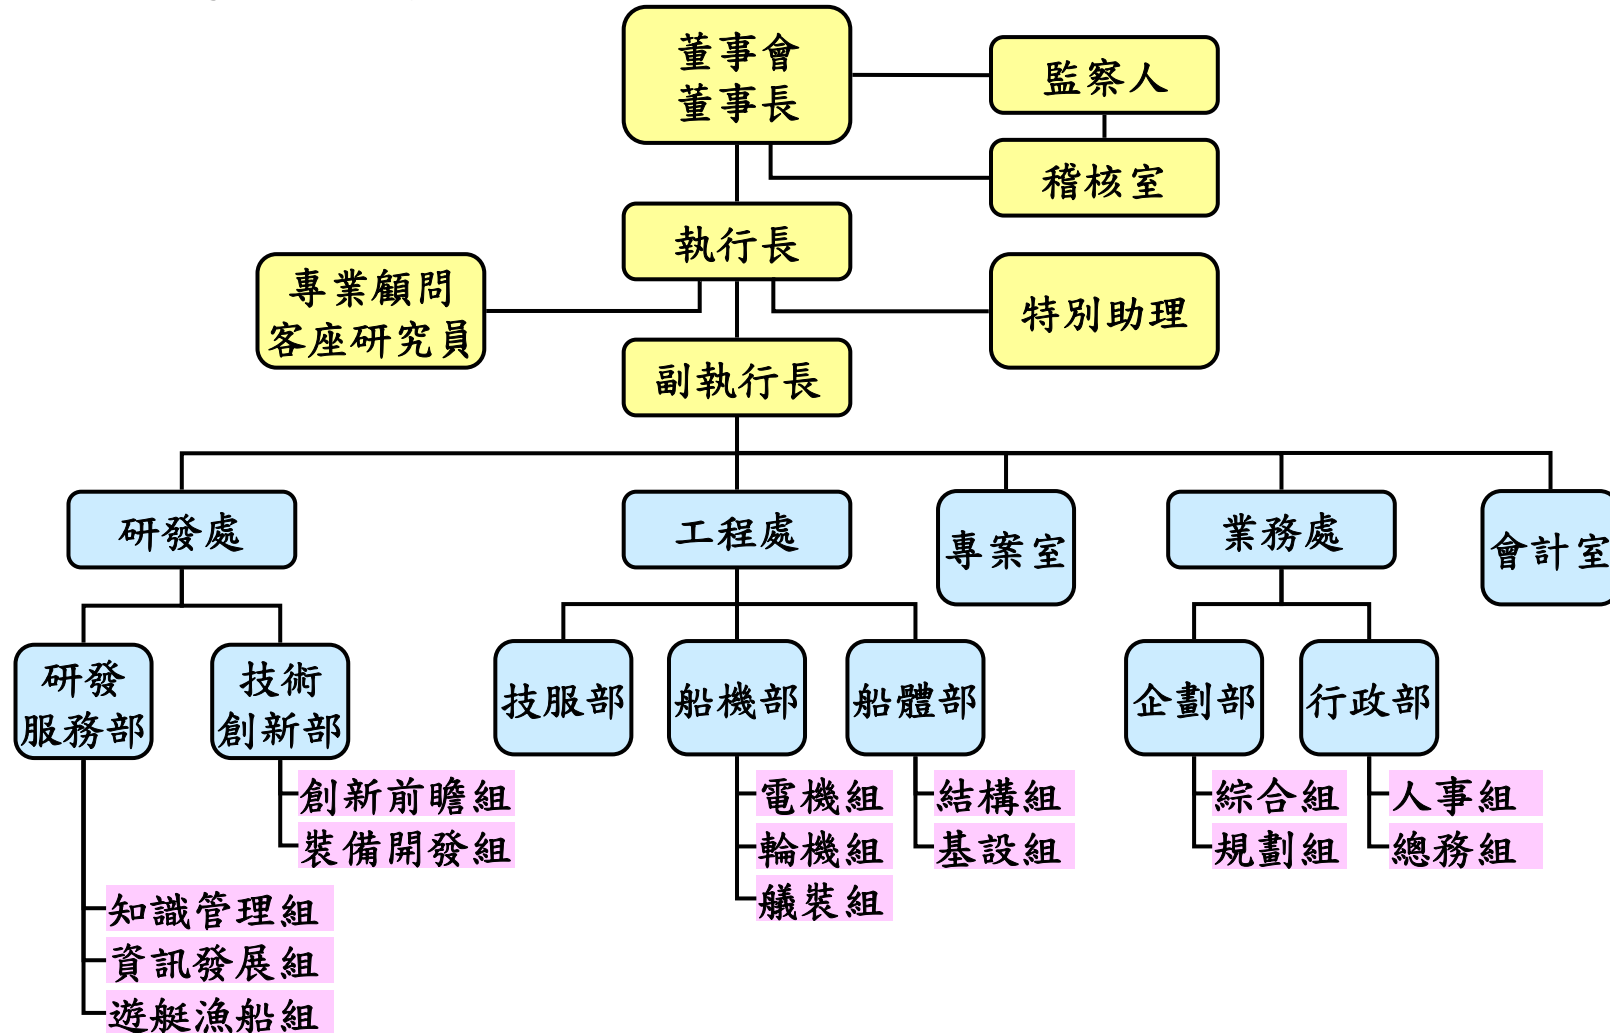 董事會
董事長
監察人
稽核室
執行長
專業顧問
客座研究員
特別助理
副執行長
研發處
工程處
專案室
業務處
會計室
研發
服務部
技術
創新部
技服部
船機部
船體部
企劃部
行政部
創新前瞻組
裝備開發組
電機組
輪機組
艤裝組
結構組
基設組
綜合組
規劃組
人事組
總務組
知識管理組
資訊發展組
遊艇漁船組